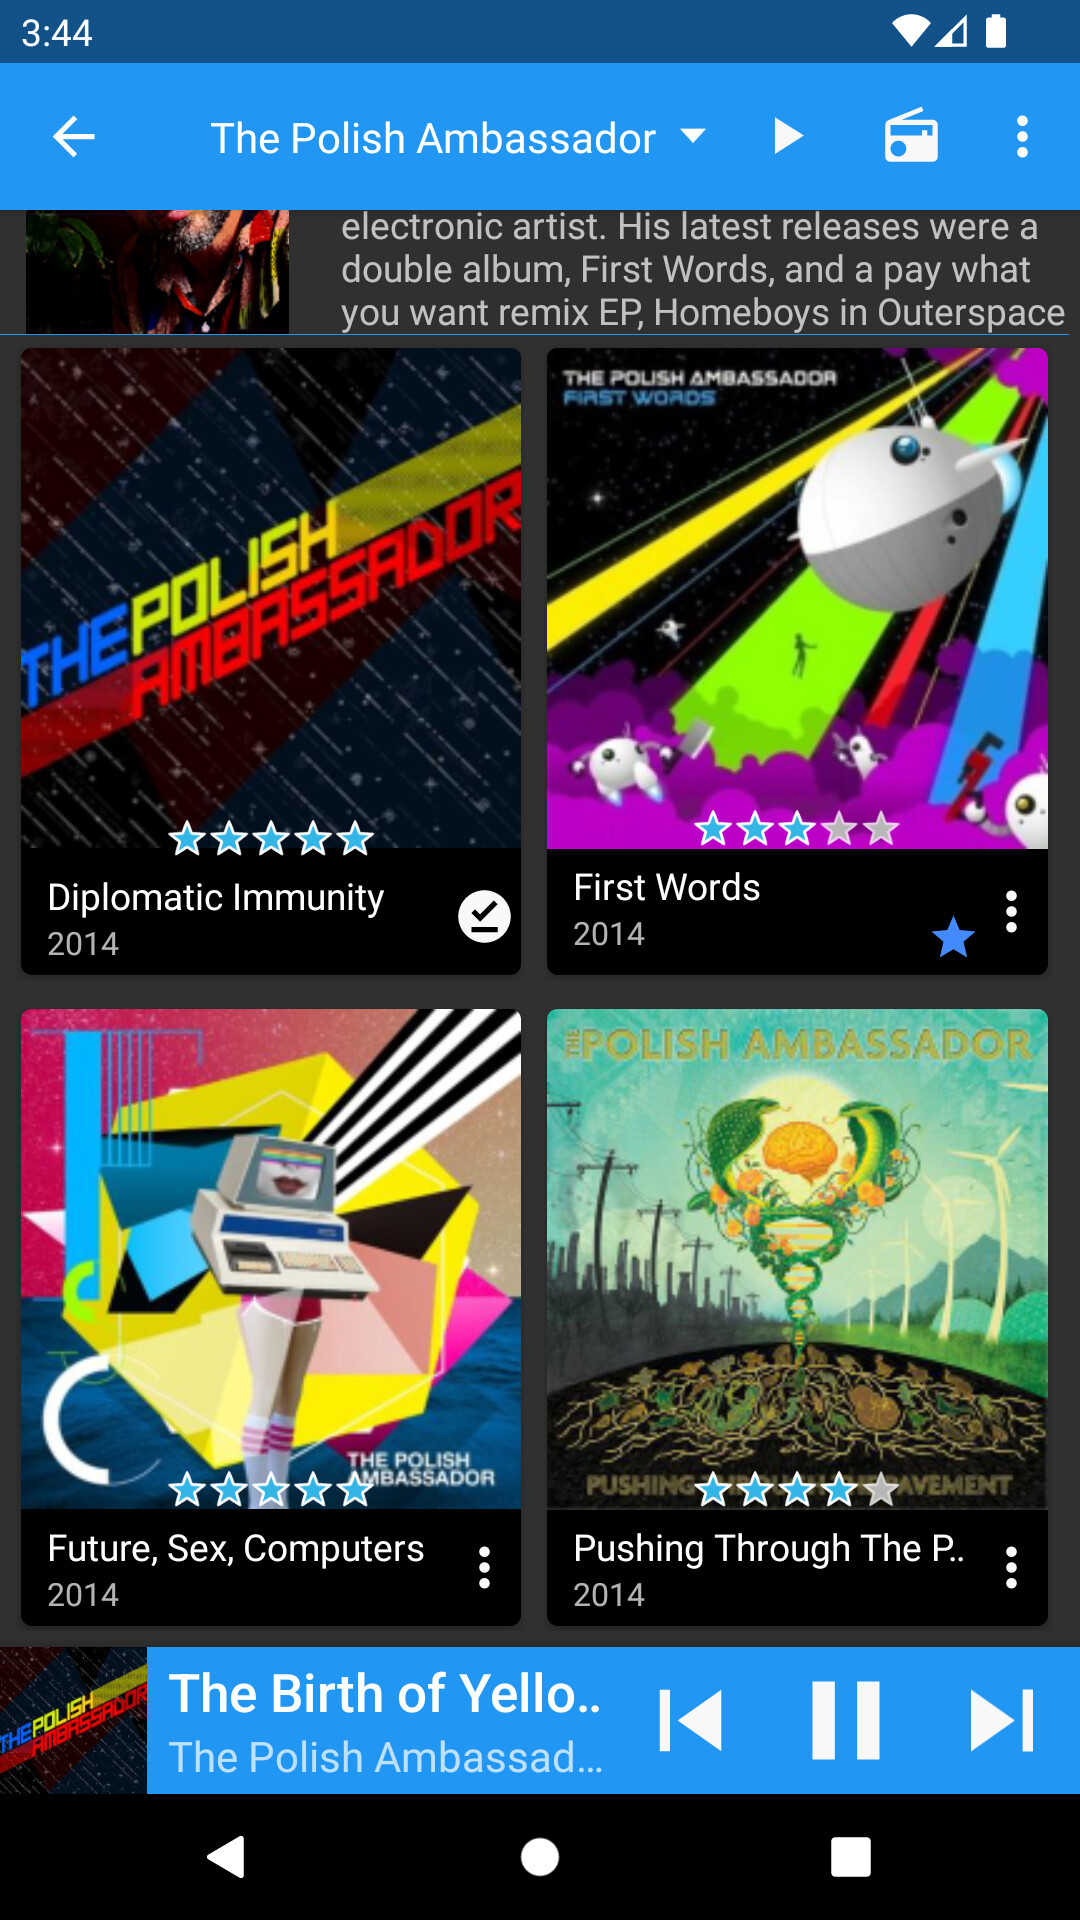 3:44
The Polish Ambassador
electronic artist. His latest releases were a
double album, First Words, and a pay what
you want remix EP, Homeboys in Outerspace
THE POLISH
AMBASSADOR
THE POLISH AMBASSADOR
FIRST WORDS
Diplomatic Immunity
2014
First Words
2014
THE POLISH
AMBASSADOR
THE POLISH AMBASSADOR
PUSHING THROUGH THE PAVEMENT
Future, Sex, Computers
2014
Pushing Through The P..
2014
THE POLISH
AMBASSADOR
The Birth of Yello..
The Polish Ambassad...